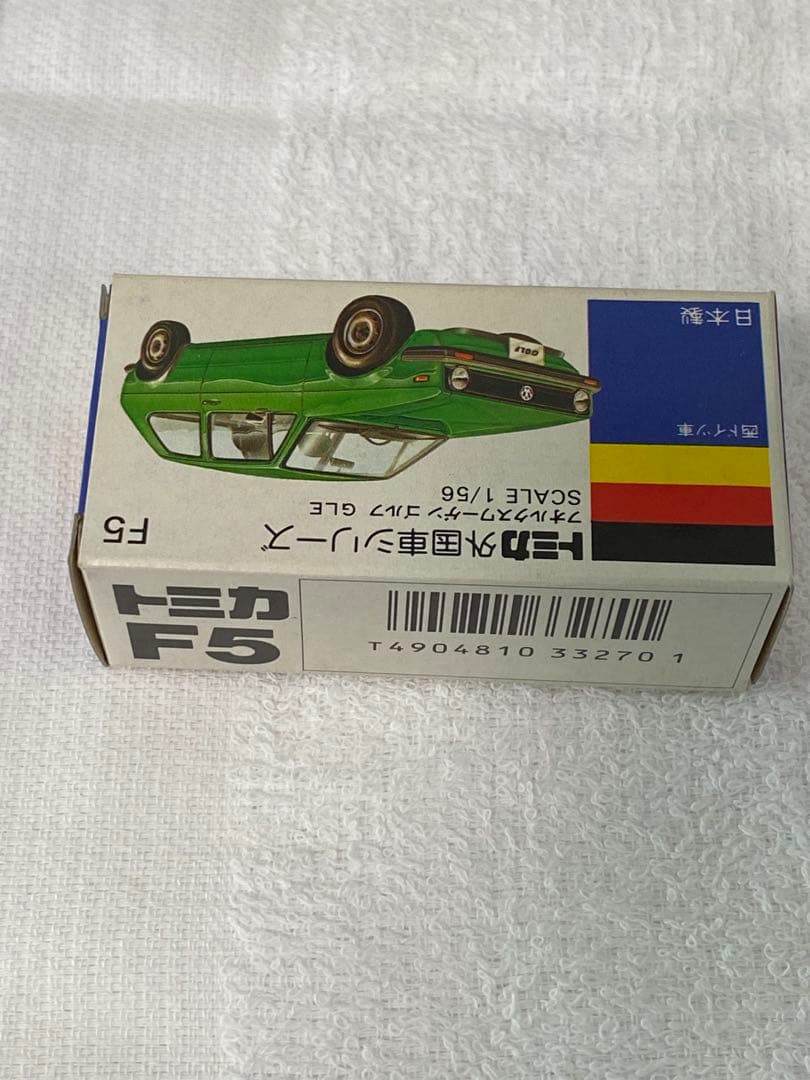 トミカ外国車シリーズ
フォルクスワーゲン ゴルフ GLE
SCALE 1/56
F5
西ドイツ車
日本製
GOLF
トミカ
F5
T4904810 33270 1